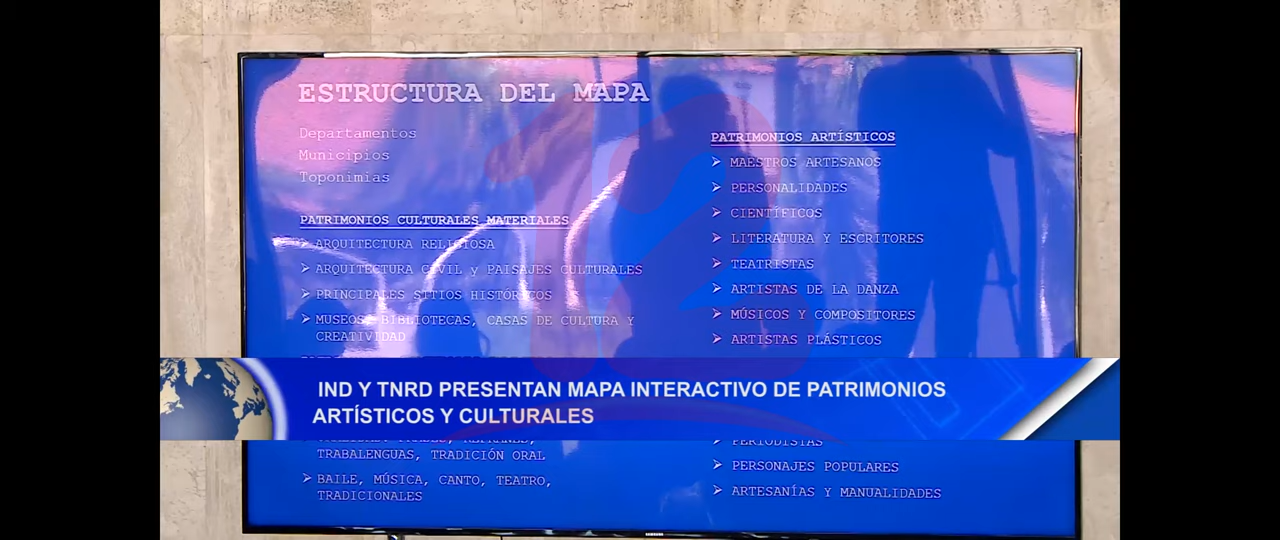 ESTRUCTURA DEL MAPA
Departamentos
Municipios
Toponimias
PATRIMONIOS CULTURALES MATERIALES
ARQUITECTURA RELIGIOSA
ARQUITECTURA CIVIL y PAISAJES CULTURALES
PRINCIPALES SITIOS HISTÓRICOS
MUSEOS, BIBLIOTECAS, CASAS DE CULTURA Y
CREATIVIDAD
TRABALENGUAS, TRADICIÓN ORAL
BAILE, MÚSICA, CANTO, TEATRO,
TRADICIONALES
PATRIMONIOS ARTÍSTICOS
MAESTROS ARTESANOS
PERSONALIDADES
CIENTÍFICOS
LITERATURA Y ESCRITORES
TEATRISTAS
ARTISTAS DE LA DANZA
MÚSICOS Y COMPOSITORES
ARTISTAS PLÁSTICOS
PERIODISTAS
PERSONAJES POPULARES
ARTESANÍAS Y MANUALIDADES
IND Y TNRD PRESENTAN MAPA INTERACTIVO DE PATRIMONIOS
ARTÍSTICOS Y CULTURALES
12
SAMSUNG